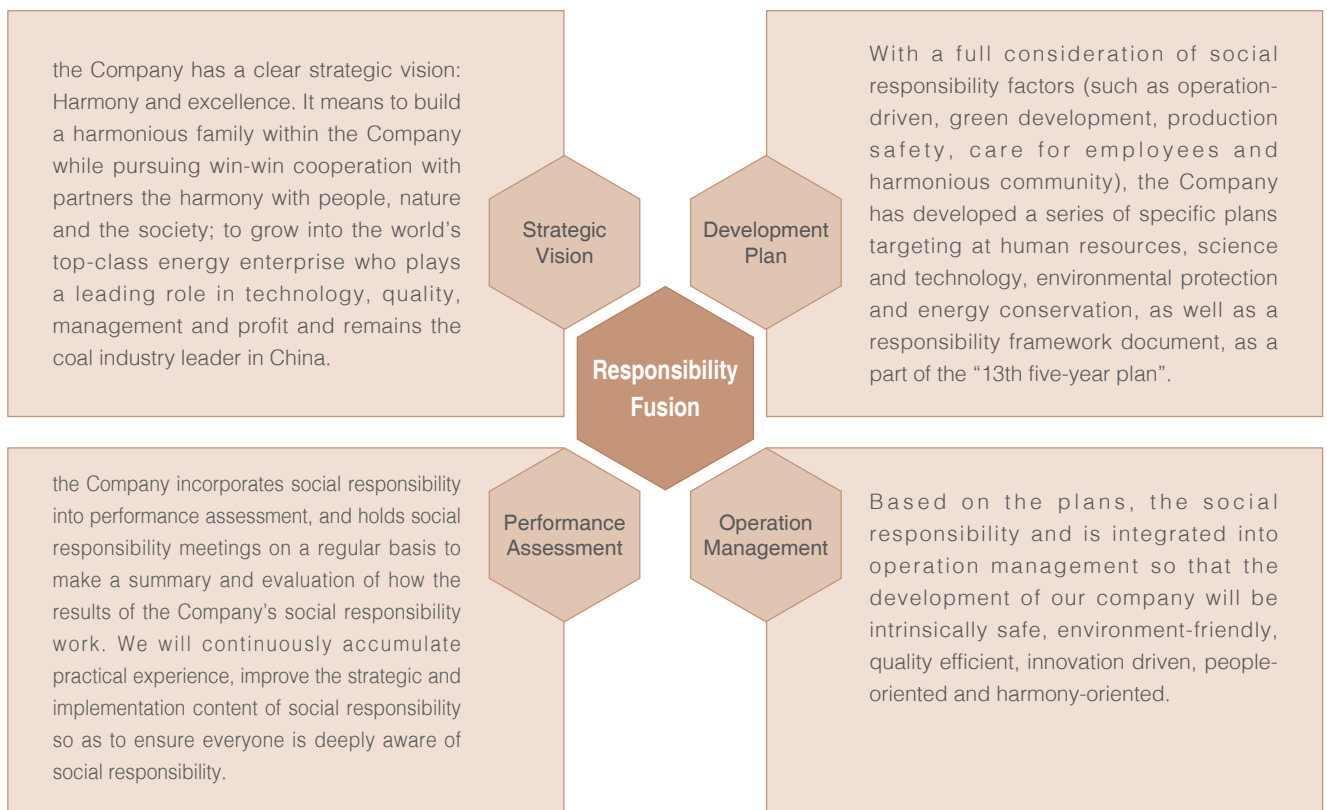 the Company has a clear strategic vision:
Harmony and excellence. It means to build
a harmonious family within the Company
while pursuing win-win cooperation with
partners the harmony with people, nature
and the society; to grow into the world's
top-class energy enterprise who plays
a leading role in technology, quality,
management and profit and remains the
coal industry leader in China.
Strategic
Vision
Development
Plan
With a full consideration of social
responsibility factors (such as operation-
driven, green development, production
safety, care for employees and
harmonious community), the Company
has developed a series of specific plans
targeting at human resources, science
and technology, environmental protection
and energy conservation, as well as a
responsibility framework document, as a
part of the “13th five-year plan”.
Responsibility
Fusion
the Company incorporates social responsibility
into performance assessment, and holds social
responsibility meetings on a regular basis to
make a summary and evaluation of how the
results of the Company's social responsibility
work. We will continuously accumulate
practical experience, improve the strategic and
implementation content of social responsibility
so as to ensure everyone is deeply aware of
social responsibility.
Performance
Assessment
Operation
Management
Based on the plans, the social
responsibility and is integrated into
operation management so that the
development of our company will be
intrinsically safe, environment-friendly,
quality efficient, innovation driven, people-
oriented and harmony-oriented.